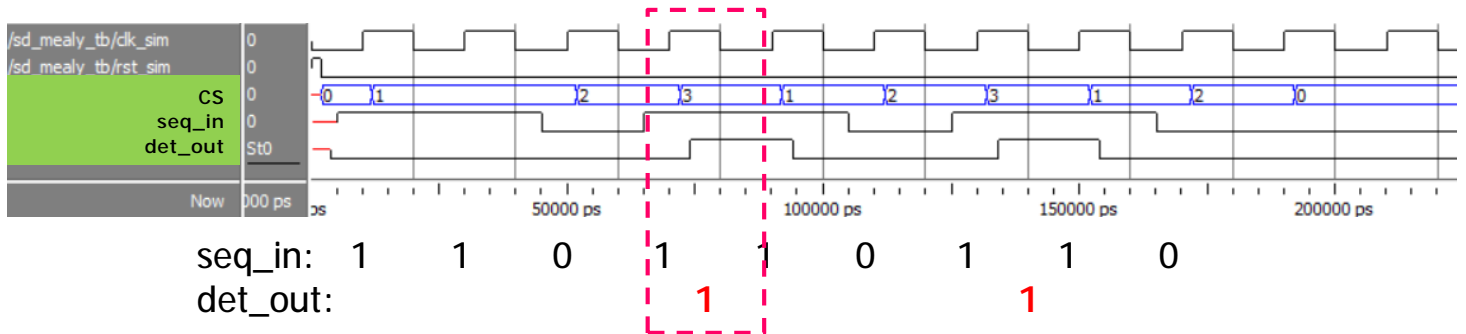 /sd_mealy_tb/clk_sim 0
/sd_mealy_tb/rst_sim 0
CS 0 0 1 2 3 1 2 3 1 2 0
seq_in 0
det_out St0
Now 000 ps ps 50000 ps 100000 ps 150000 ps 200000 ps
seq_in: 1 1 0 1 1 0 1 1 0
det_out: 1 1